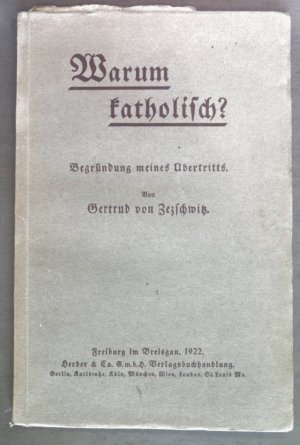 Warum
katholisch?
Begründung meines Übertritts.
Von
Gertrud von Zezschwitz.
Freiburg im Breisgau. 1922.
Herder & Co. G.m.b.H. Verlagsbuchhandlung.
Berlin, Karlsruhe, Köln, München, Wien, London, St. Louis Mo.